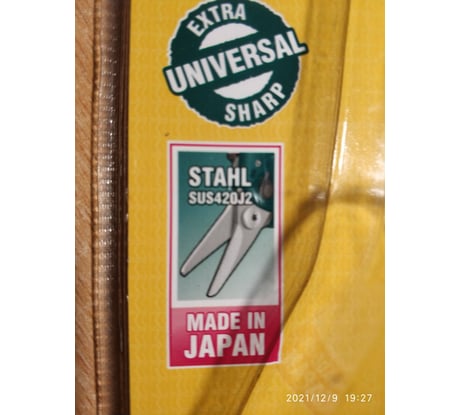 EXTRA
UNIVERSAL
SHARP
STAHL
SUS420J2
MADE IN
JAPAN
2021/12/9 19:27